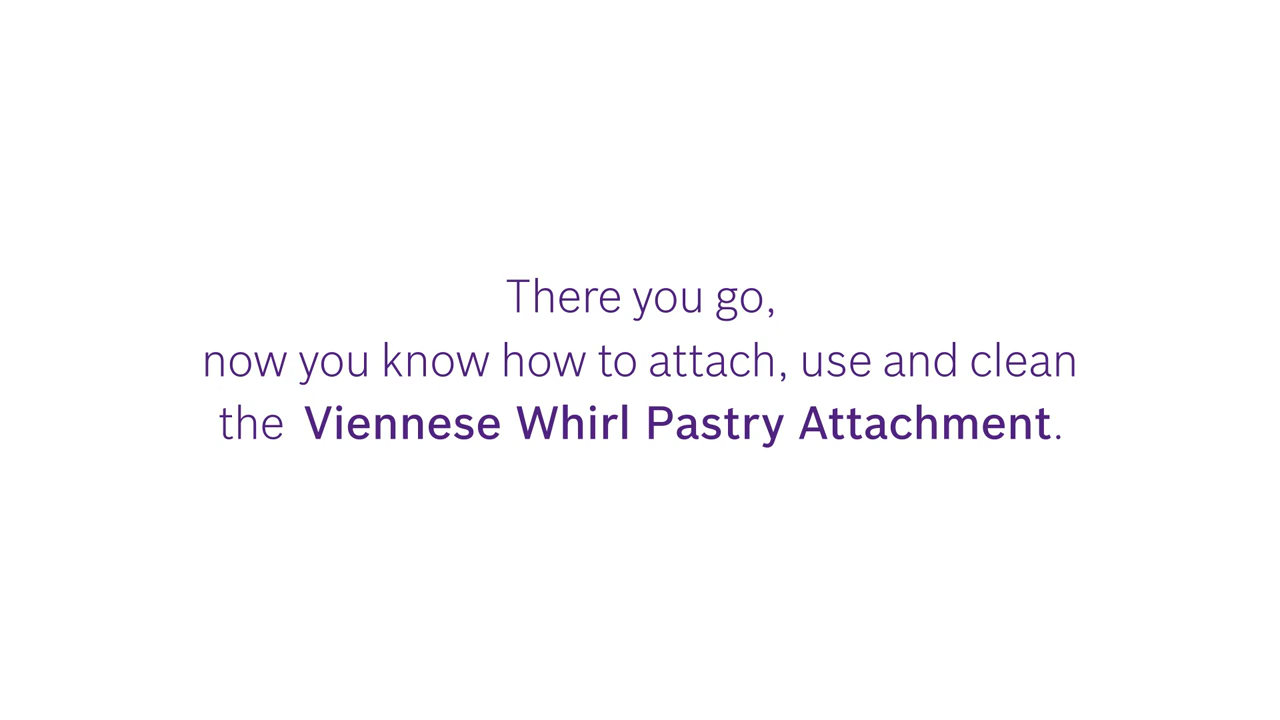 There you go,
now you know how to attach, use and clean
the Viennese Whirl Pastry Attachment.